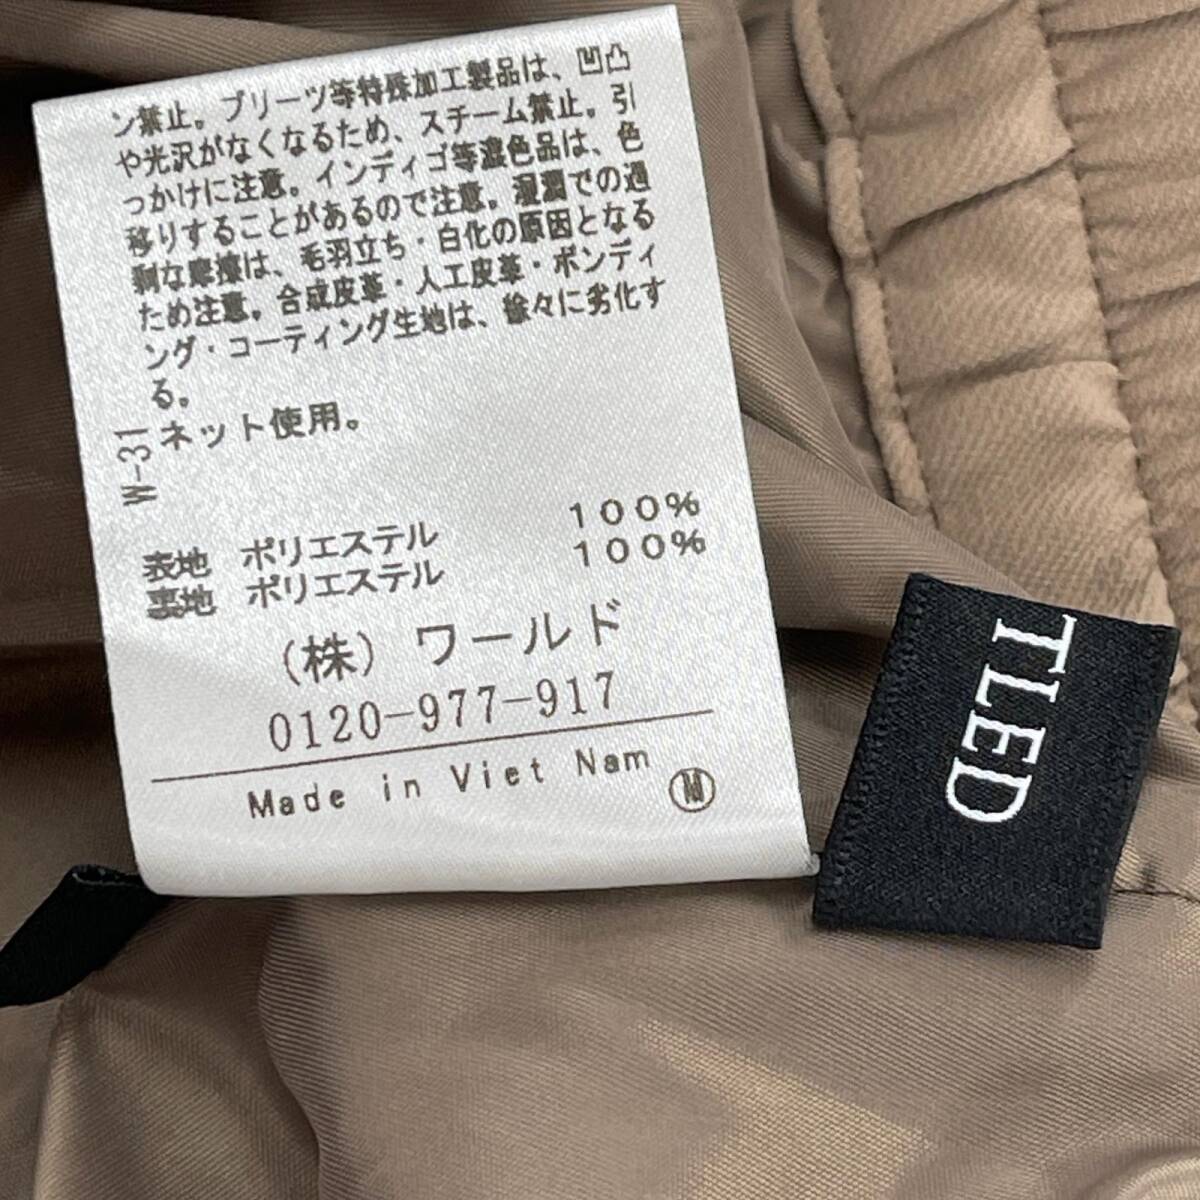 ン禁止。プリーツ等特殊加工製品は、凹凸
や光沢がなくなるため、スチーム禁止。引
っかけに注意。インディゴ等濃色品は、色
移りすることがあるので注意。湿潤での過
剰な摩擦は、毛羽立ち・白化の原因となる
ため注意。合成皮革・人工皮革・ボンディ
ング・コーティング生地は、徐々に劣化す
る。
ネット使用。
W-31
表地 ポリエステル 100%
裏地 ポリエステル 100%
(株) ワールド
0120-977-917
Made in Viet Nam
M
TLED